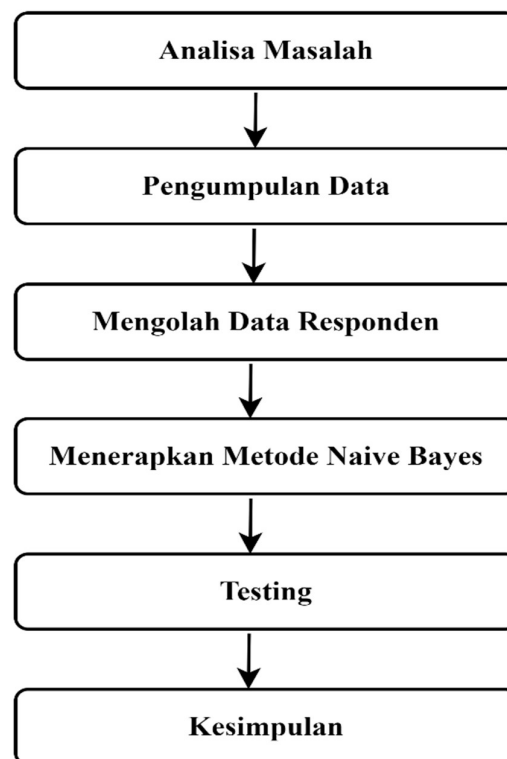 Analisa Masalah
Pengumpulan Data
Mengolah Data Responden
Menerapkan Metode Naive Bayes
Testing
Kesimpulan